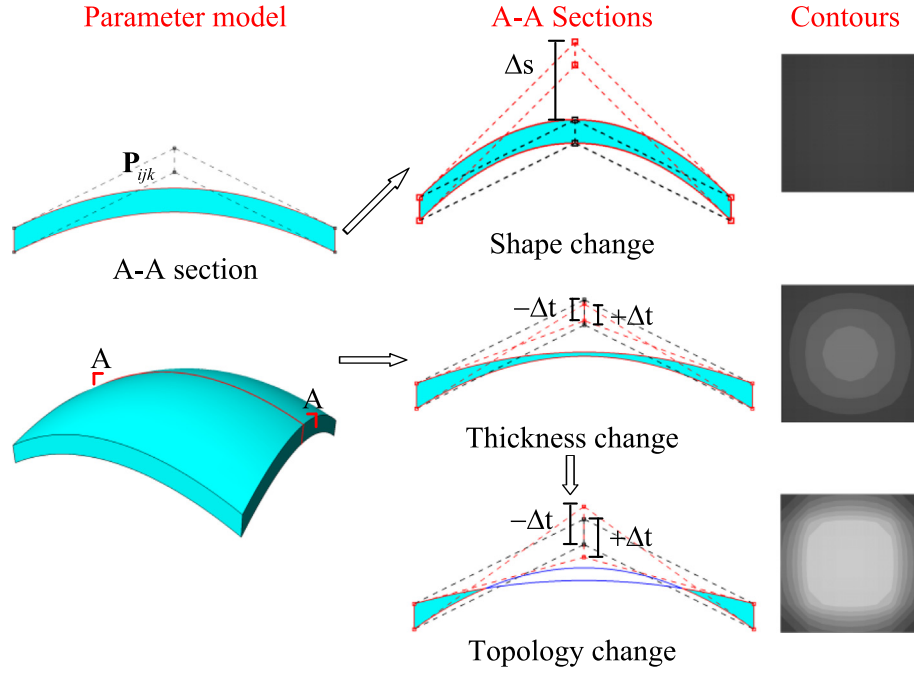 Parameter model
A-A Sections
Contours
Δs
P_ijk
A-A section
Shape change
A
A
−Δt
+Δt
Thickness change
−Δt
+Δt
Topology change